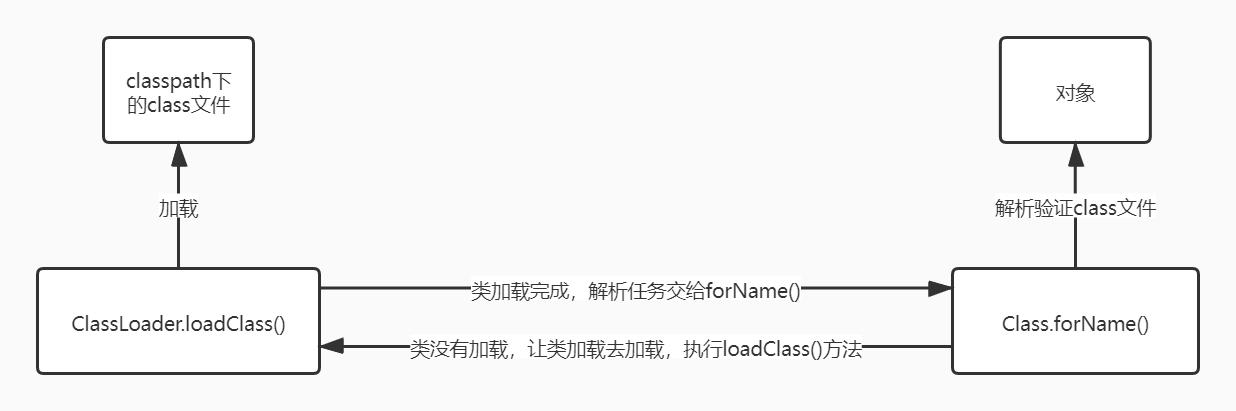 classpath下
的class文件
对象
加载
解析验证class文件
类加载完成，解析任务交给forName()
ClassLoader.loadClass()
Class.forName()
类没有加载，让类加载去加载，执行loadClass()方法